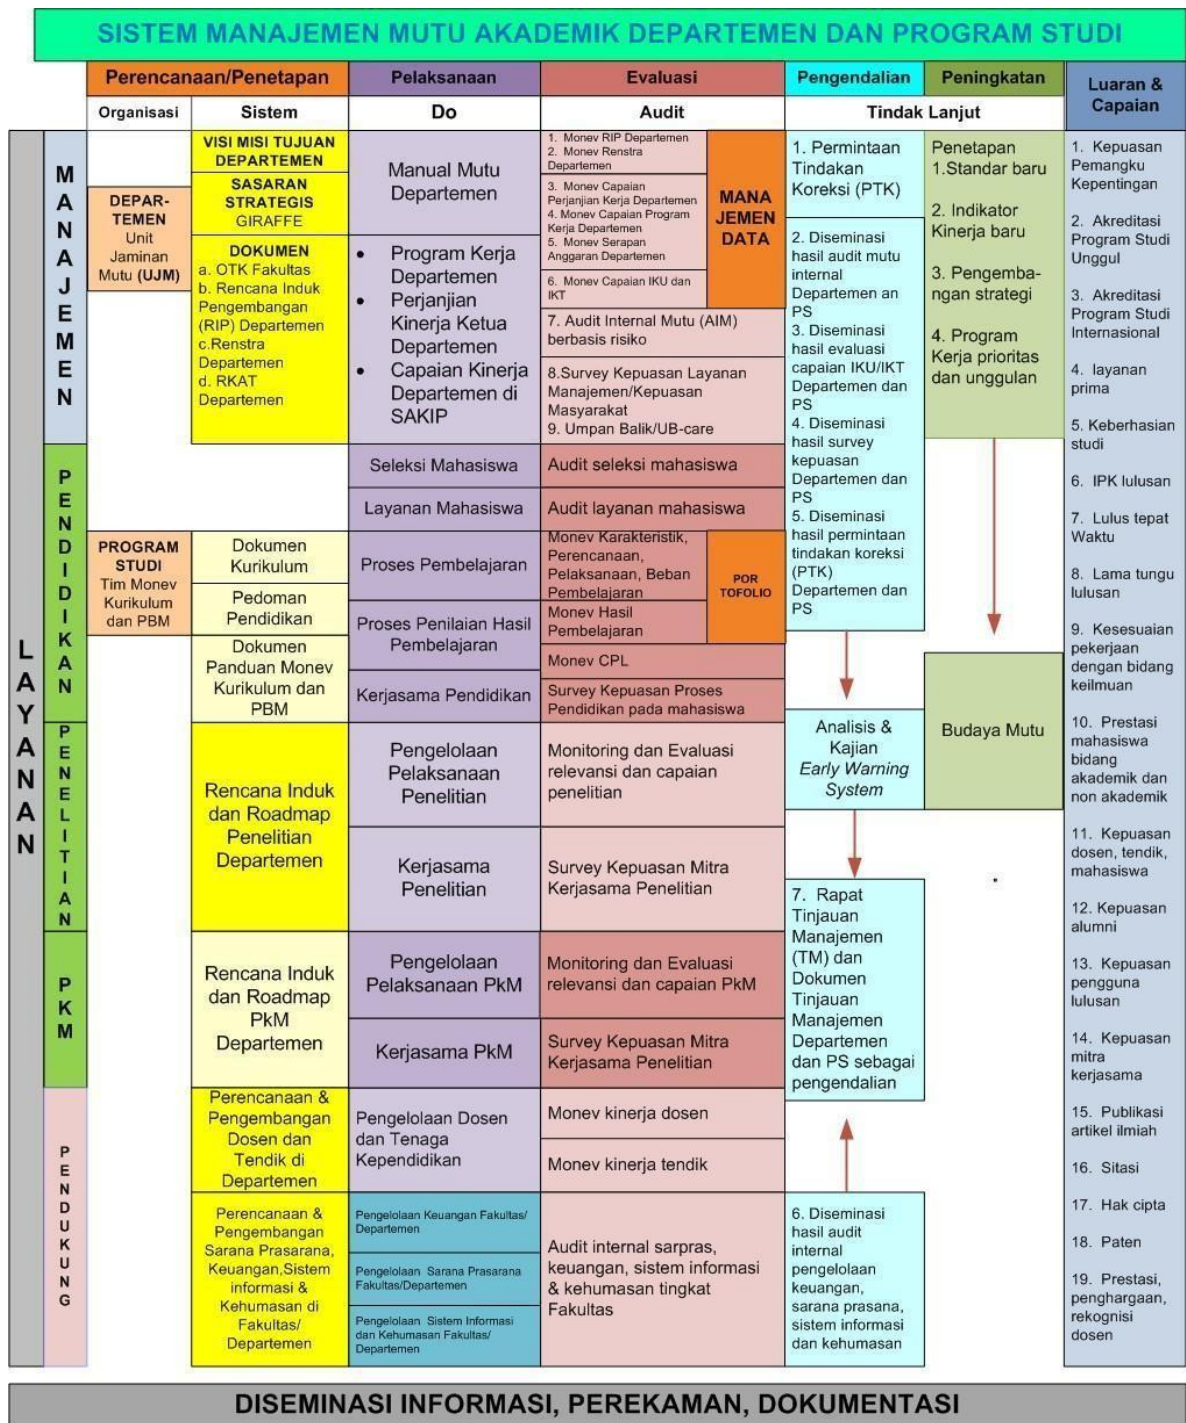 SISTEM MANAJEMEN MUTU AKADEMIK DEPARTEMEN DAN PROGRAM STUDI
Perencanaan/Penetapan
Pelaksanaan
Evaluasi
Pengendalian
Peningkatan
Luaran &
Capaian
Organisasi
Sistem
Do
Audit
Tindak Lanjut
LAYANAN
MANAJEMEN
DEPAR-
TEMEN
Unit
Jaminan
Mutu (UJM)
VISI MISI TUJUAN
DEPARTEMEN
SASARAN
STRATEGIS
GIRAFFE
DOKUMEN
a. OTK Fakultas
b. Rencana Induk
Pengembangan
(RIP) Departemen
c.Renstra
Departemen
d. RKAT
Departemen
Manual Mutu
Departemen
• Program Kerja
Departemen
• Perjanjian
Kinerja Ketua
Departemen
• Capaian Kinerja
Departemen di
SAKIP
1. Monev RIP Departemen
2. Monev Renstra
Departemen
3. Monev Capaian
Perjanjian Kerja Departemen
4. Monev Capaian Program
Kerja Departemen
5. Monev Serapan
Anggaran Departemen
6. Monev Capaian IKU dan
IKT
MANA
JEMEN
DATA
7. Audit Internal Mutu (AIM)
berbasis risiko
8.Survey Kepuasan Layanan
Manajemen/Kepuasan
Masyarakat
9. Umpan Balik/UB-care
PENDIDIKAN
PROGRAM
STUDI
Tim Monev
Kurikulum
dan PBM
Dokumen
Kurikulum
Pedoman
Pendidikan
Dokumen
Panduan Monev
Kurikulum dan
PBM
Seleksi Mahasiswa
Layanan Mahasiswa
Proses Pembelajaran
Proses Penilaian Hasil
Pembelajaran
Kerjasama Pendidikan
Audit seleksi mahasiswa
Audit layanan mahasiswa
Monev Karakteristik,
Perencanaan,
Pelaksanaan, Beban
Pembelajaran
Monev Hasil
Pembelajaran
POR
TOFOLIO
Monev CPL
Survey Kepuasan Proses
Pendidikan pada mahasiswa
PENELITIAN
Rencana Induk
dan Roadmap
Penelitian
Departemen
Pengelolaan
Pelaksanaan
Penelitian
Kerjasama
Penelitian
Monitoring dan Evaluasi
relevansi dan capaian
penelitian
Survey Kepuasan Mitra
Kerjasama Penelitian
PKM
Rencana Induk
dan Roadmap
PkM
Departemen
Pengelolaan
Pelaksanaan PkM
Kerjasama PkM
Monitoring dan Evaluasi
relevansi dan capaian PkM
Survey Kepuasan Mitra
Kerjasama Penelitian
PENDUKUNG
Perencanaan &
Pengembangan
Dosen dan
Tendik di
Departemen
Pengelolaan Dosen
dan Tenaga
Kependidikan
Monev kinerja dosen
Monev kinerja tendik
Perencanaan &
Pengembangan
Sarana Prasarana,
Keuangan,Sistem
informasi &
Kehumasan di
Fakultas/
Departemen
Pengelolaan Keuangan Fakultas/
Departemen
Pengelolaan Sarana Prasarana
Fakultas/Departemen
Pengelolaan Sistem Informasi
dan Kehumasan Fakultas/
Departemen
Audit internal sarpras,
keuangan, sistem informasi
& kehumasan tingkat
Fakultas
1. Permintaan
Tindakan
Koreksi (PTK)
2. Diseminasi
hasil audit mutu
internal
Departemen an
PS
3. Diseminasi
hasil evaluasi
capaian IKU/IKT
Departemen dan
PS
4. Diseminasi
hasil survey
kepuasan
Departemen dan
PS
5. Diseminasi
hasil permintaan
tindakan koreksi
(PTK)
Departemen dan
PS
Analisis &
Kajian
Early Warning
System
7. Rapat
Tinjauan
Manajemen
(TM) dan
Dokumen
Tinjauan
Manajemen
Departemen
dan PS sebagai
pengendalian
6. Diseminasi
hasil audit
internal
pengelolaan
keuangan,
sarana prasana,
sistem informasi
dan kehumasan
Penetapan
1.Standar baru
2. Indikator
Kinerja baru
3. Pengemba-
ngan strategi
4. Program
Kerja prioritas
dan unggulan
Budaya Mutu
1. Kepuasan
Pemangku
Kepentingan
2. Akreditasi
Program Studi
Unggul
3. Akreditasi
Program Studi
Internasional
4. layanan
prima
5. Keberhasian
studi
6. IPK lulusan
7. Lulus tepat
Waktu
8. Lama tungu
lulusan
9. Kesesuaian
pekerjaan
dengan bidang
keilmuan
10. Prestasi
mahasiswa
bidang
akademik dan
non akademik
11. Kepuasan
dosen, tendik,
mahasiswa
12. Kepuasan
alumni
13. Kepuasan
pengguna
lulusan
14. Kepuasan
mitra
kerjasama
15. Publikasi
artikel ilmiah
16. Sitasi
17. Hak cipta
18. Paten
19. Prestasi,
penghargaan,
rekognisi
dosen
DISEMINASI INFORMASI, PEREKAMAN, DOKUMENTASI